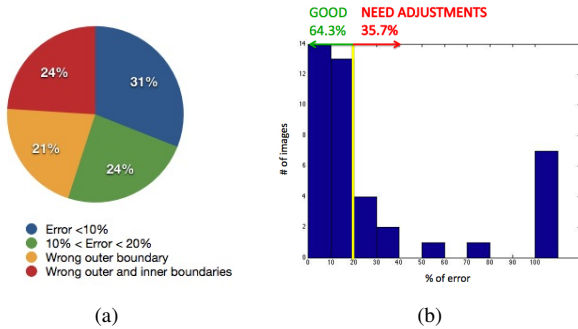 24%
31%
21%
24%
Error <10%
10% < Error < 20%
Wrong outer boundary
Wrong outer and inner boundaries
(a)
GOOD NEED ADJUSTMENTS
64.3% 35.7%
# of images
14
12
10
8
6
4
2
0
0 10 20 30 40 50 60 70 80 90 100
% of error
(b)